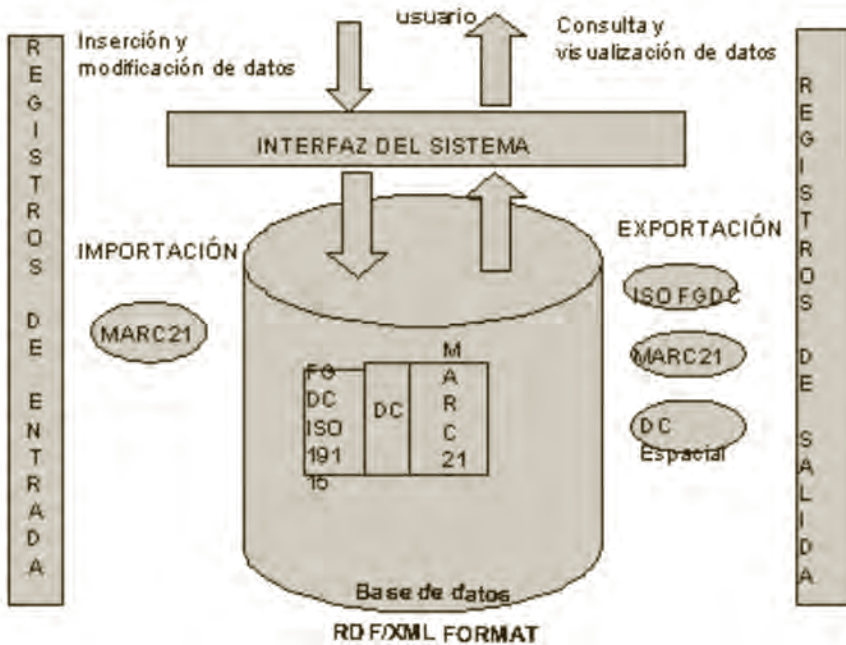 REGISTROS DE ENTRADA
Inserción y
modificación de datos
usuario
Consulta y
visualización de datos
INTERFAZ DEL SISTEMA
IMPORTACIÓN
MARC21
EXPORTACIÓN
ISO FGDC
MARC21
DC
Espacial
FG
DC
ISO
191
15
DC
M
A
R
C
21
Base de datos
RDF/XML FORMAT
REGISTROS DE SALIDA